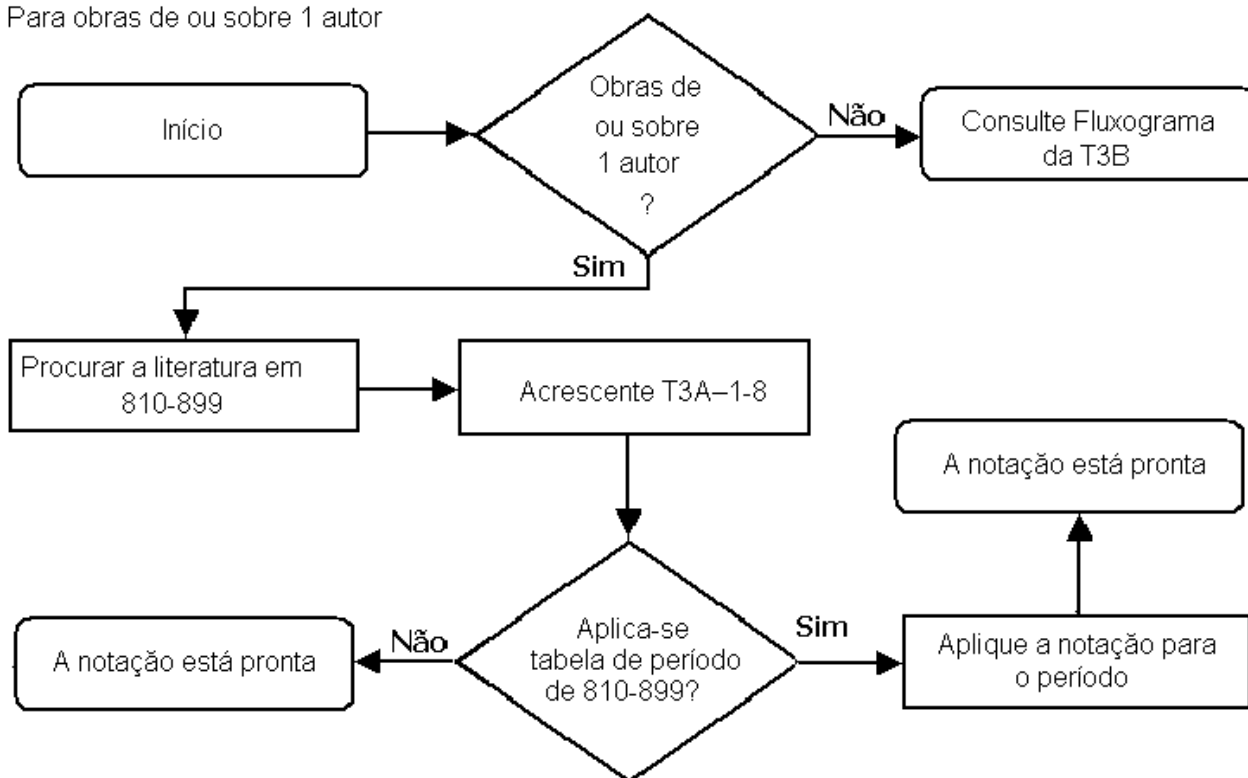 Para obras de ou sobre 1 autor
Início
Obras de
ou sobre
1 autor
?
Não
Consulte Fluxograma
da T3B
Sim
Procurar a literatura em
810-899
Acrescente T3A–1-8
A notação está pronta
Aplica-se
tabela de período
de 810-899?
Não
A notação está pronta
Sim
Aplique a notação para
o período